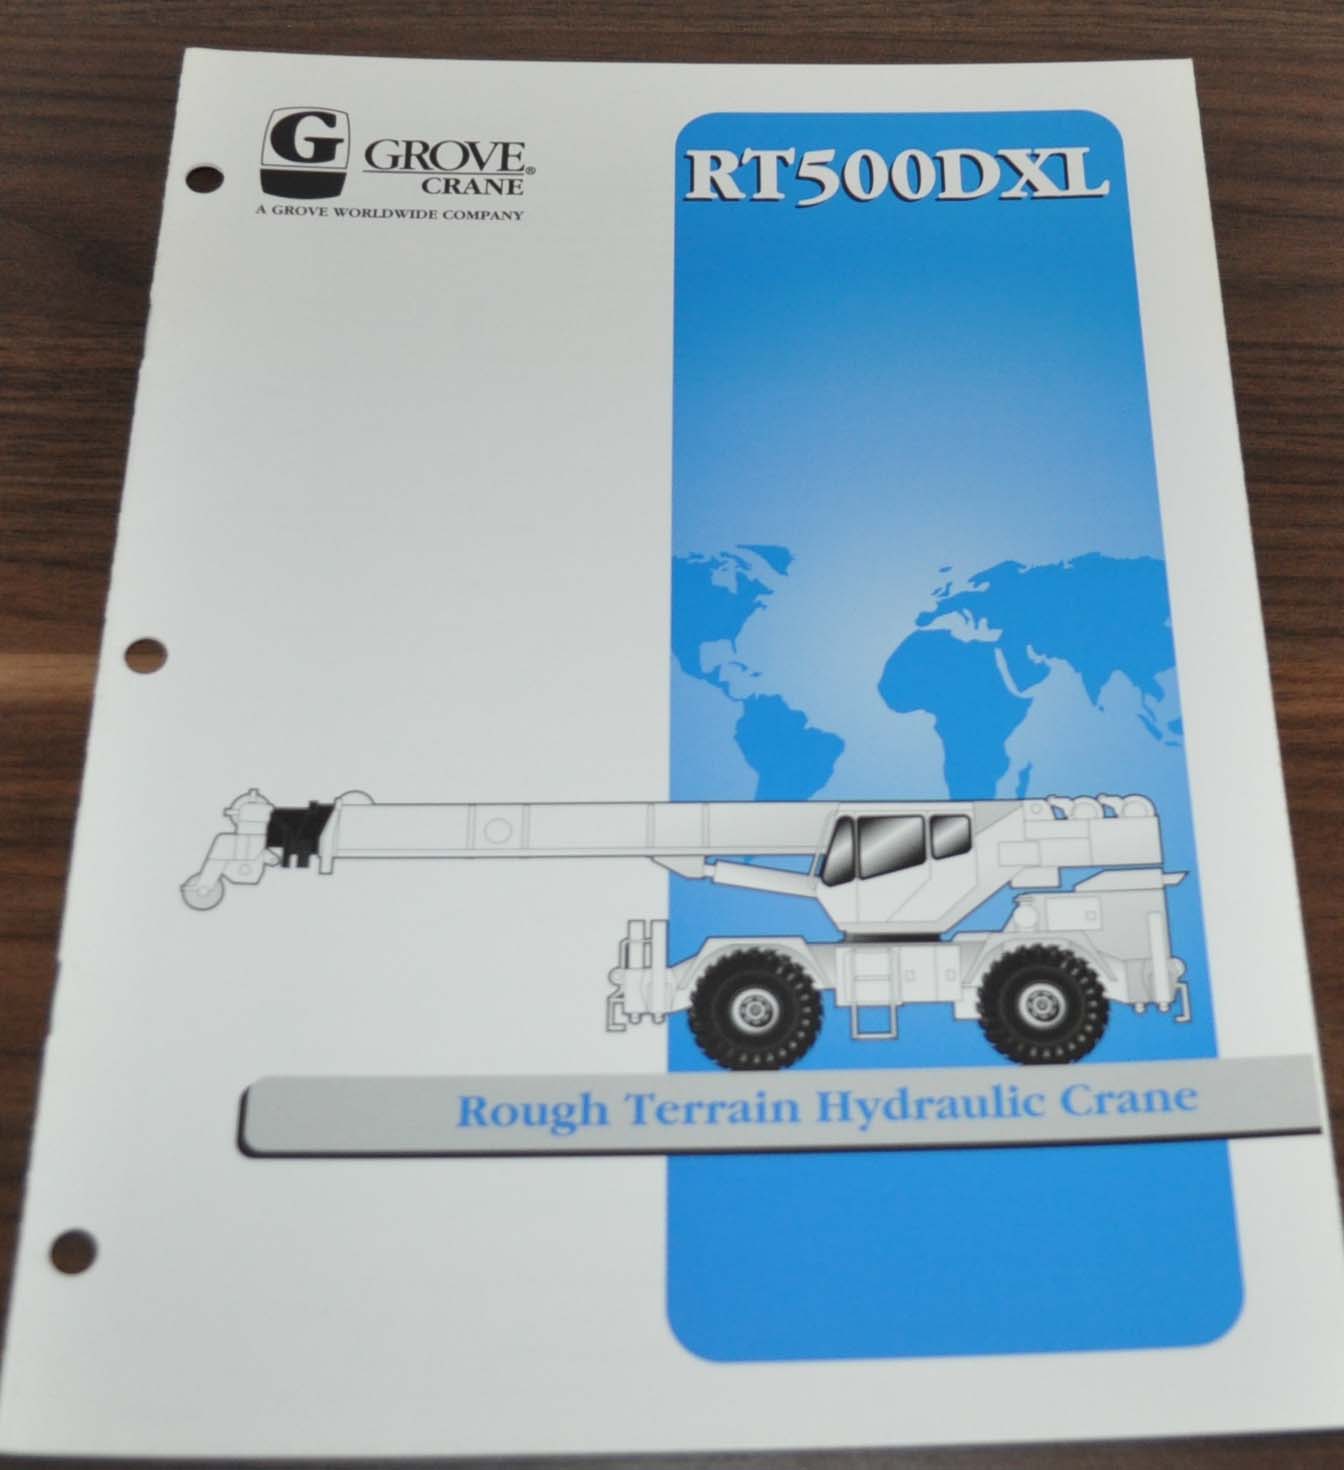 G
GROVE®
CRANE
A GROVE WORLDWIDE COMPANY
RT500DXL
Rough Terrain Hydraulic Crane